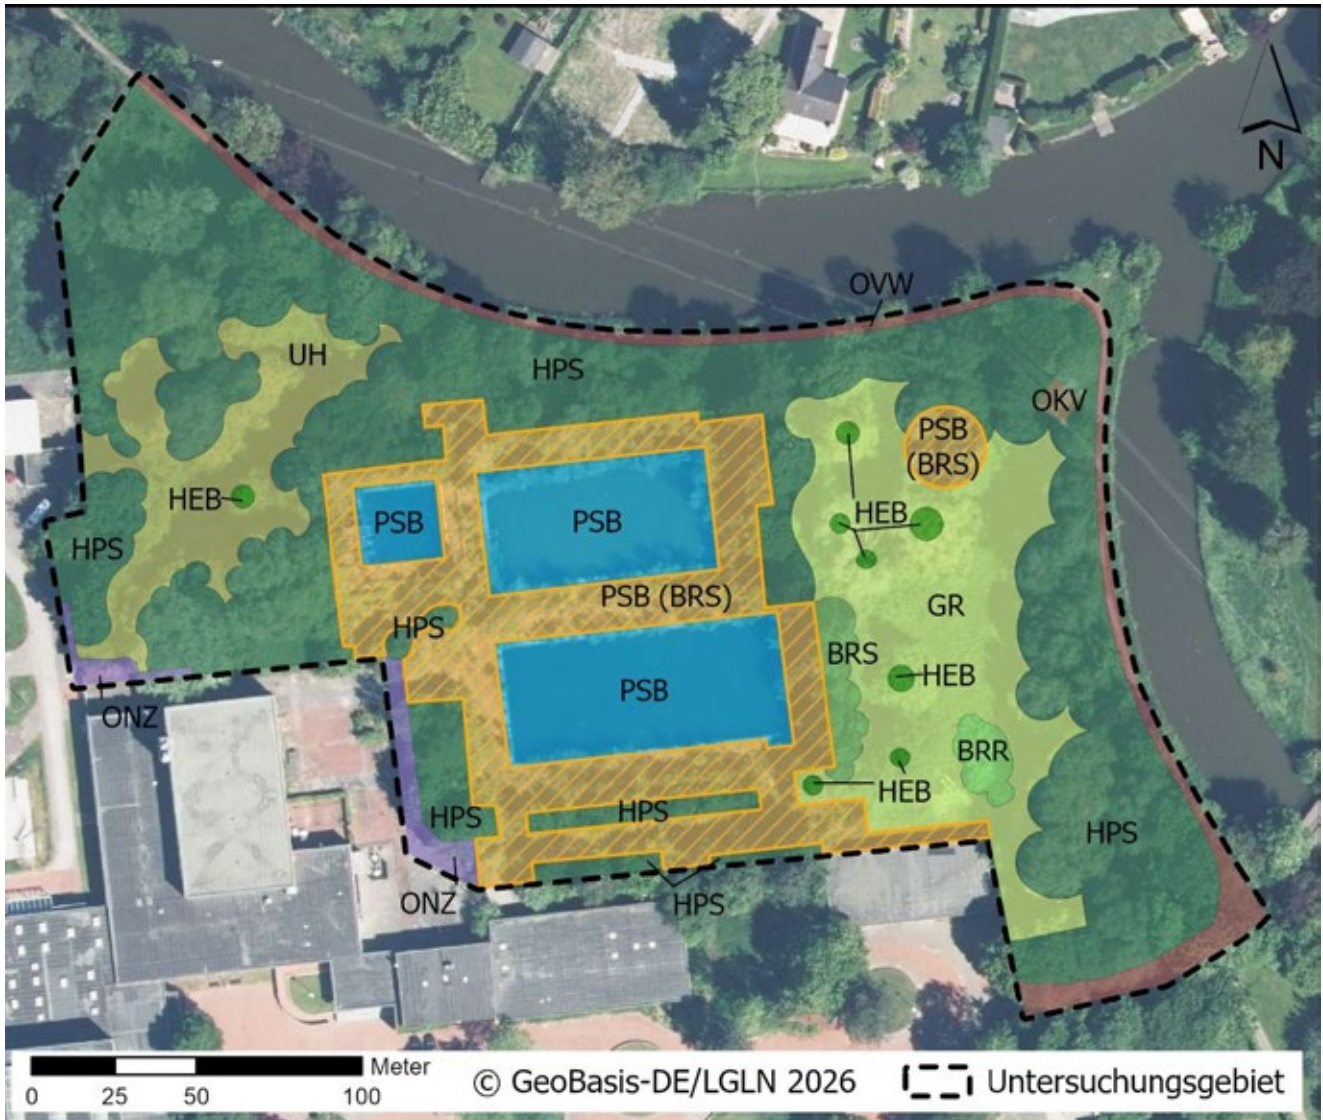 N
OVW
UH
HPS
OKV
PSB
(BRS)
HEB
PSB
PSB
HEB
HPS
PSB (BRS)
GR
HPS
BRS
HEB
PSB
ONZ
BRR
HEB
HPS
HPS
HPS
ONZ
HPS
Meter
0 25 50 100
© GeoBasis-DE/LGLN 2026
Untersuchungsgebiet